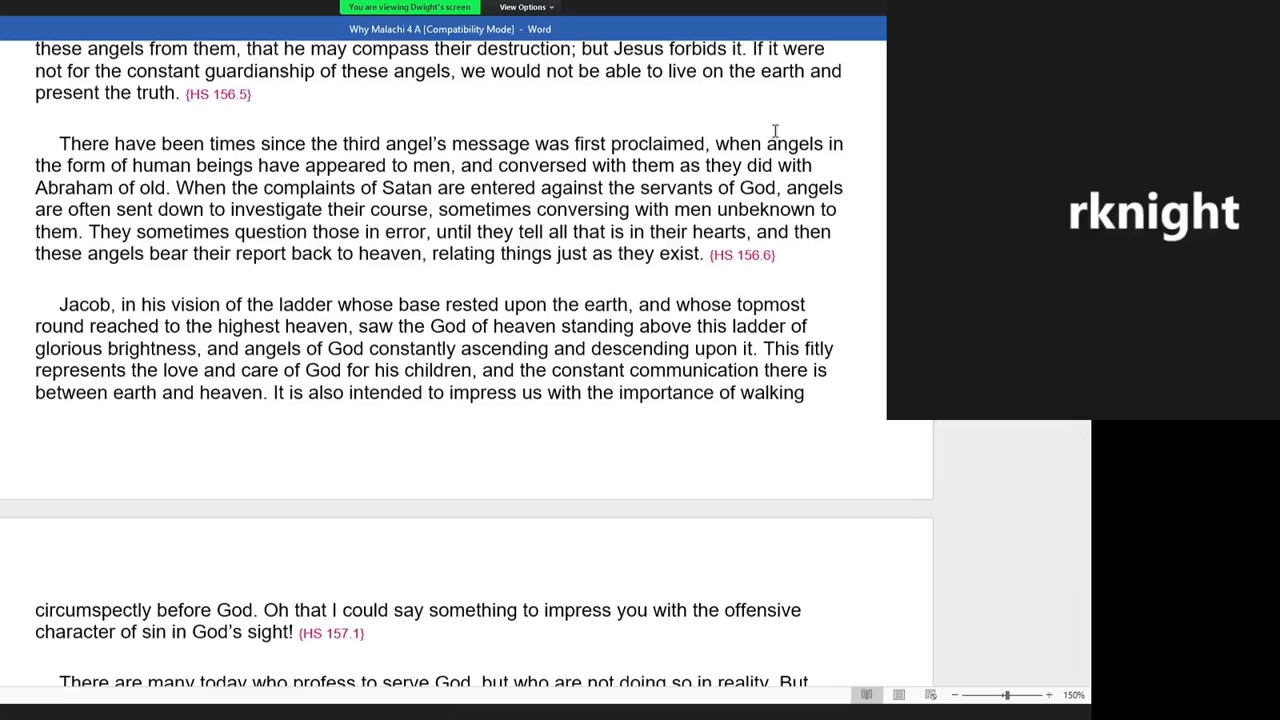 You are viewing Dwight's screen
View Options
Why Malachi 4 A [Compatibility Mode] - Word
these angels from them, that he may compass their destruction; but Jesus forbids it. If it were
not for the constant guardianship of these angels, we would not be able to live on the earth and
present the truth. {HS 156.5}
There have been times since the third angel’s message was first proclaimed, when angels in
the form of human beings have appeared to men, and conversed with them as they did with
Abraham of old. When the complaints of Satan are entered against the servants of God, angels
are often sent down to investigate their course, sometimes conversing with men unbeknown to
them. They sometimes question those in error, until they tell all that is in their hearts, and then
these angels bear their report back to heaven, relating things just as they exist. {HS 156.6}
Jacob, in his vision of the ladder whose base rested upon the earth, and whose topmost
round reached to the highest heaven, saw the God of heaven standing above this ladder of
glorious brightness, and angels of God constantly ascending and descending upon it. This fitly
represents the love and care of God for his children, and the constant communication there is
between earth and heaven. It is also intended to impress us with the importance of walking
circumspectly before God. Oh that I could say something to impress you with the offensive
character of sin in God’s sight! {HS 157.1}
There are many today who profess to serve God, but who are not doing so in reality. But
rknight
150%